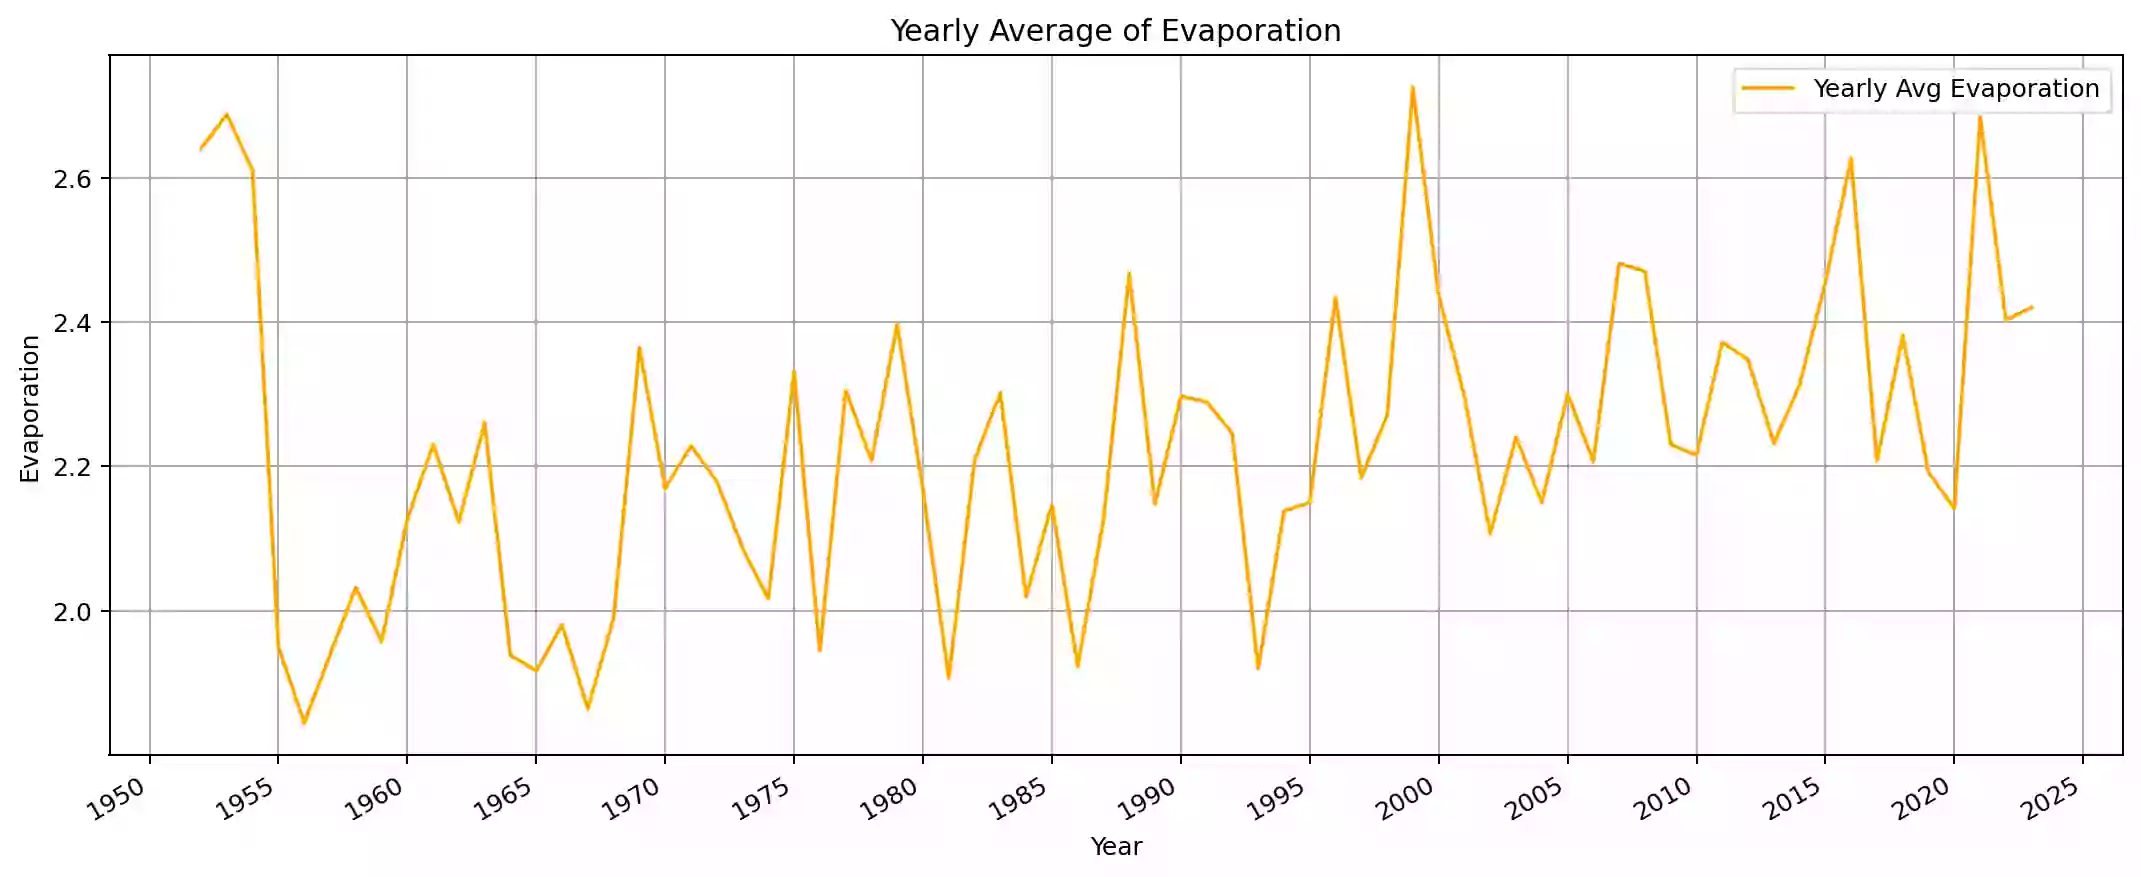 Yearly Average of Evaporation
Yearly Avg Evaporation
2.6
2.4
2.2
2.0
Evaporation
1950 1955 1960 1965 1970 1975 1980 1985 1990 1995 2000 2005 2010 2015 2020 2025
Year